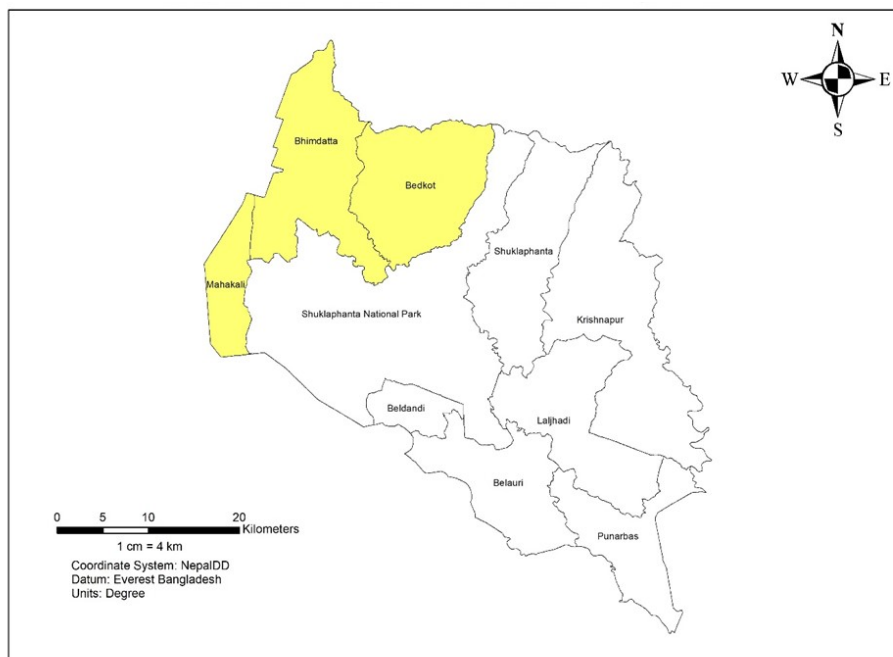 N
W E
S
Bhimdatta
Bedkot
Shuklaphanta
Mahakali
Shuklaphanta National Park
Krishnapur
Beldandi
Laljhadi
Belauri
Punarbas
0 5 10 20
Kilometers
1 cm = 4 km
Coordinate System: NepalDD
Datum: Everest Bangladesh
Units: Degree